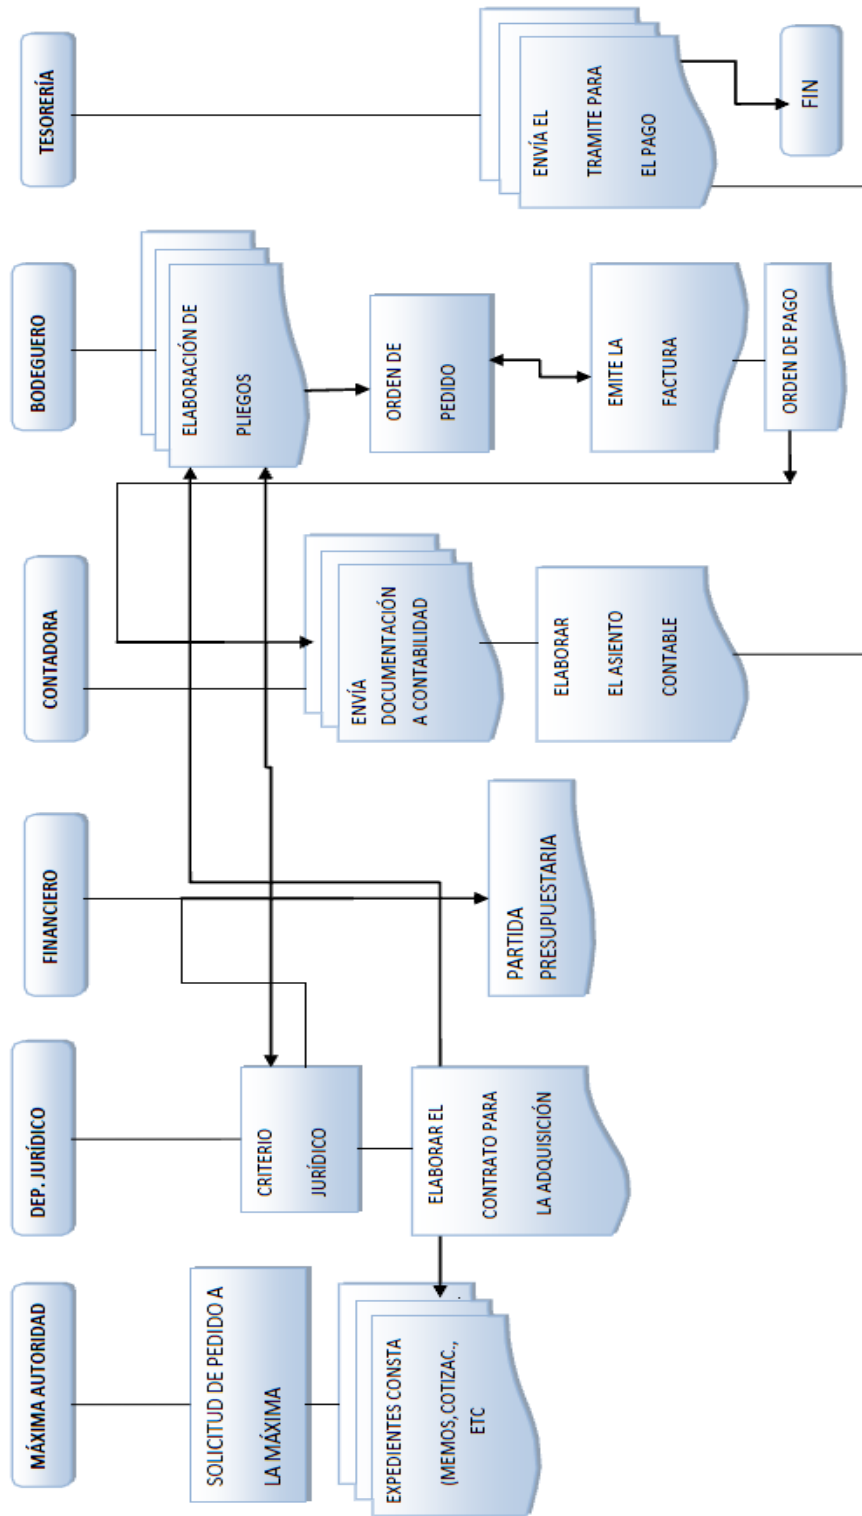 MÁXIMA AUTORIDAD
DEP. JURÍDICO
FINANCIERO
CONTADORA
BODEGUERO
TESORERÍA
SOLICITUD DE PEDIDO A
LA MÁXIMA
EXPEDIENTES CONSTA
(MEMOS,COTIZAC.,
ETC
CRITERIO
JURÍDICO
ELABORAR EL
CONTRATO PARA
LA ADQUISICIÓN
PARTIDA
PRESUPUESTARIA
ENVÍA
DOCUMENTACIÓN
A CONTABILIDAD
ELABORAR
EL ASIENTO
CONTABLE
ELABORACIÓN DE
PLIEGOS
ORDEN DE
PEDIDO
EMITE LA
FACTURA
ORDEN DE PAGO
ENVÍA EL
TRAMITE PARA
EL PAGO
FIN